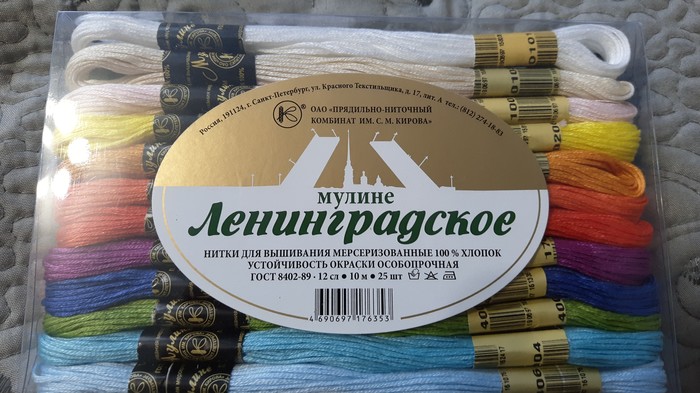 Россия, 191124, г. Санкт-Петербург, ул. Красного Текстильщика, д. 17, лит. А тел.: (812) 274-18-83
К
ОАО «ПРЯДИЛЬНО-НИТОЧНЫЙ
КОМБИНАТ ИМ. С. М. КИРОВА»
мулине
Ленинградское
НИТКИ ДЛЯ ВЫШИВАНИЯ МЕРСЕРИЗОВАННЫЕ 100 % ХЛОПОК
УСТОЙЧИВОСТЬ ОКРАСКИ ОСОБОПРОЧНАЯ
ГОСТ 8402-89 · 12 сл ● 10 м ● 25 шт
4 690697 176353